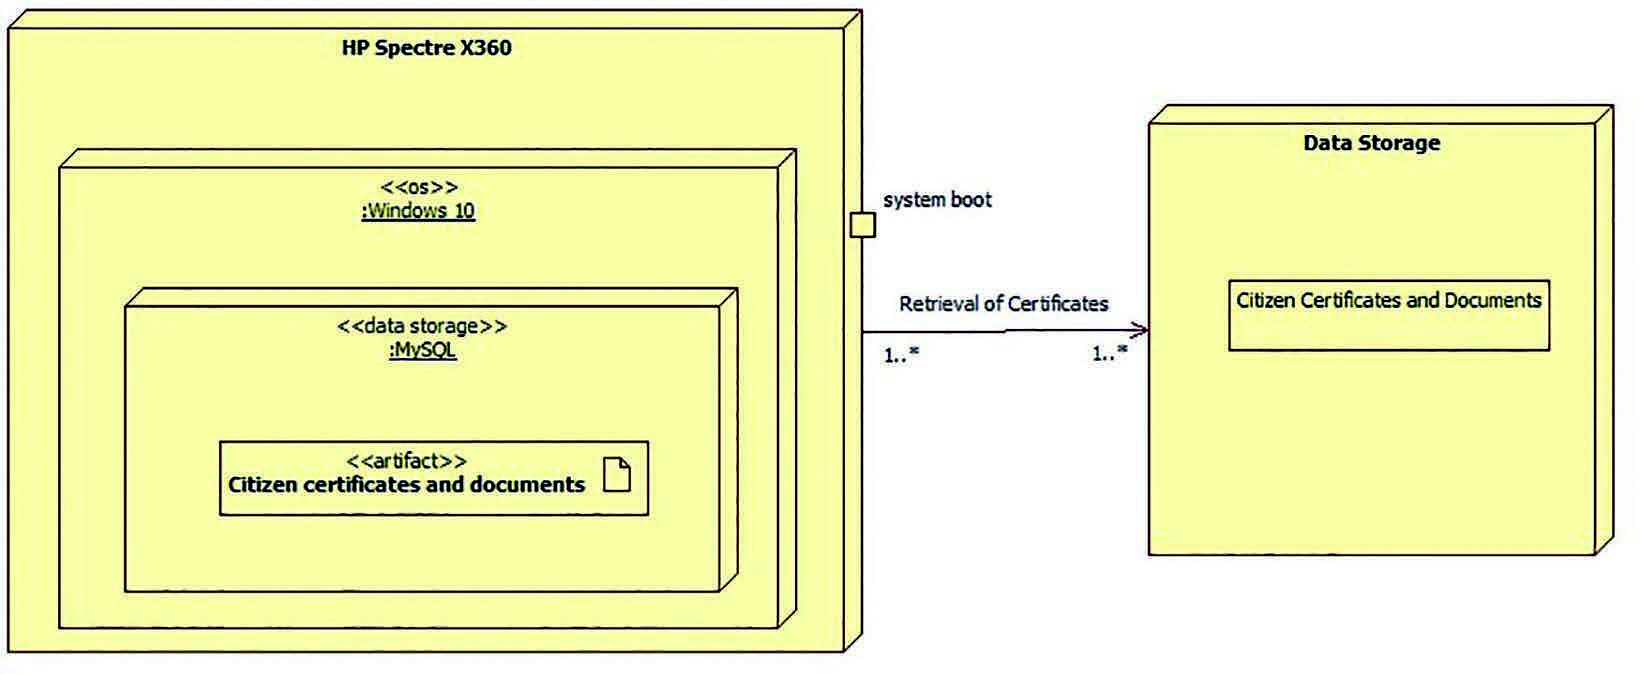 HP Spectre X360
<<os>>
:Windows 10
<<data storage>>
:MySQL
<<artifact>>
Citizen certificates and documents
system boot
Retrieval of Certificates
1..*
1..*
Data Storage
Citizen Certificates and Documents